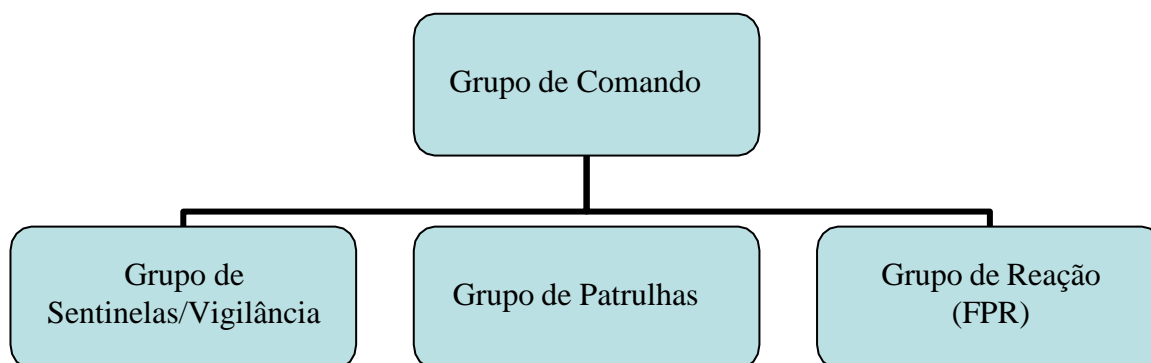 Grupo de Comando
Grupo de
Sentinelas/Vigilância
Grupo de Patrulhas
Grupo de Reação
(FPR)